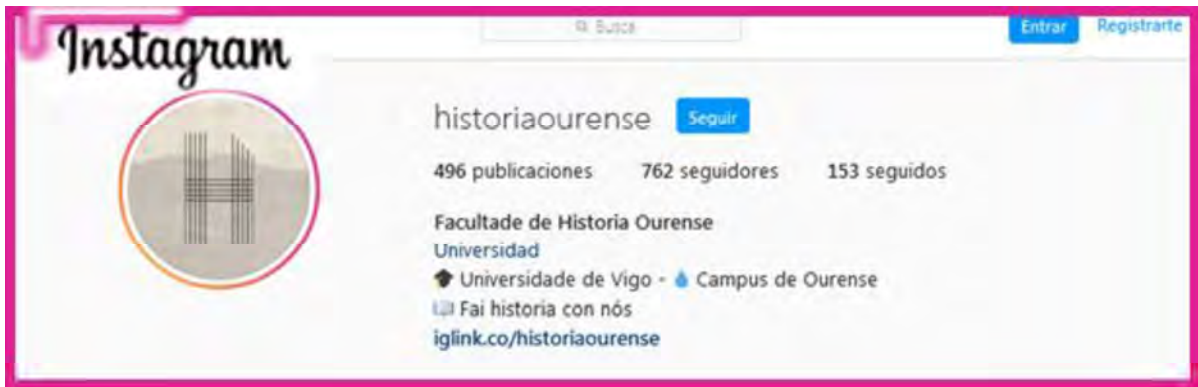 Instagram
Busca
Entrar Registrarte
historiaourense Seguir
496 publicaciones 762 seguidores 153 seguidos
Facultade de Historia Ourense
Universidad
Universidade de Vigo - Campus de Ourense
Fai historia con nós
iglink.co/historiaourense